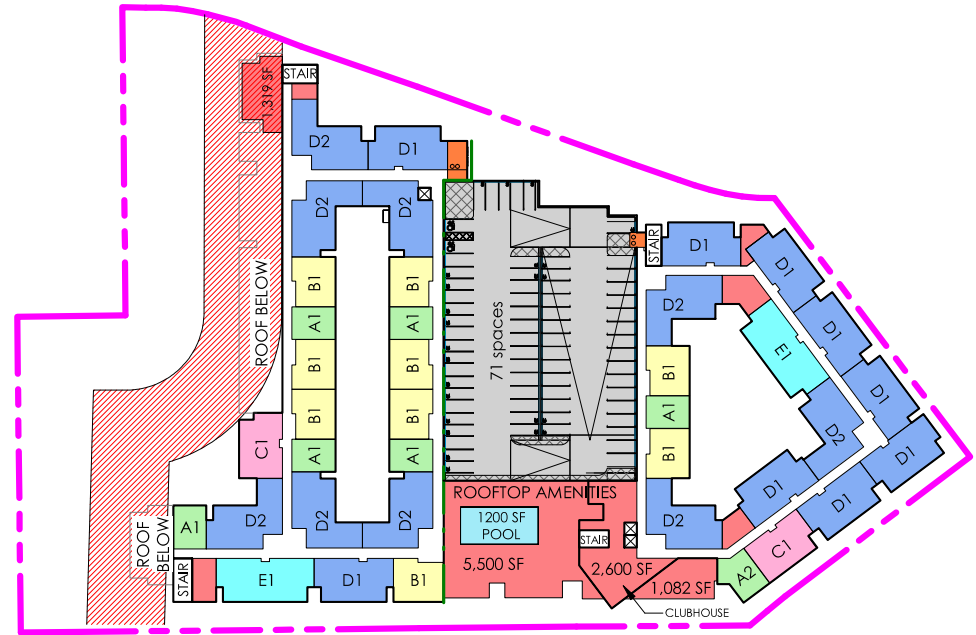 1,319 SF
STAIR
D2
D1
D2
D2
STAIR
D1
D1
B1
B1
D2
D1
A1
A1
ROOF BELOW
71 spaces
E1
B1
B1
B1
D1
B1
B1
A1
D2
C1
A1
A1
B1
D1
ROOFTOP AMENITIES
D1
A1
D2
D2
D2
1200 SF
POOL
D2
D1
ROOF
BELOW
STAIR
C1
STAIR
5,500 SF
2,600 SF
A2
E1
D1
B1
1,082 SF
CLUBHOUSE